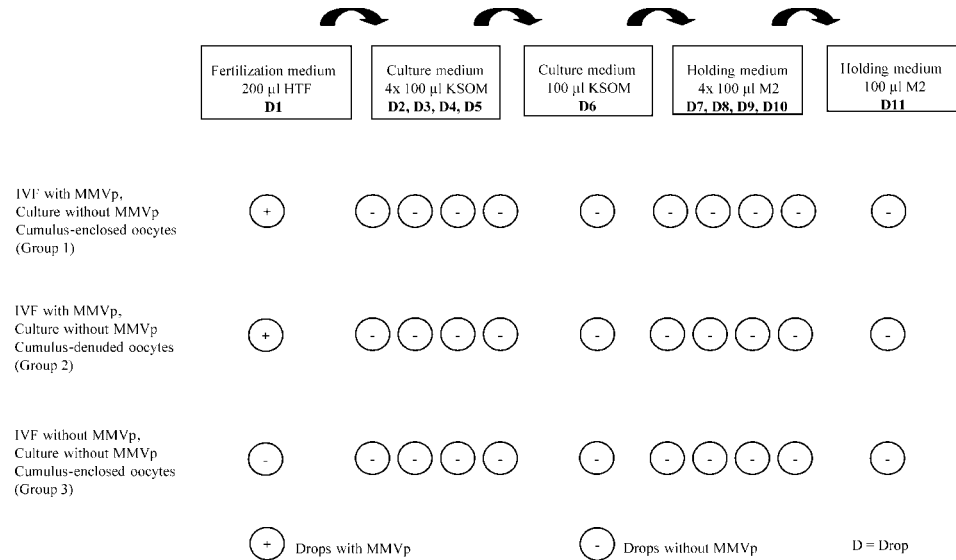 Fertilization medium
200 µl HTF
D1
Culture medium
4x 100 µl KSOM
D2, D3, D4, D5
Culture medium
100 µl KSOM
D6
Holding medium
4x 100 µl M2
D7, D8, D9, D10
Holding medium
100 µl M2
D11
IVF with MMVp,
Culture without MMVp
Cumulus-enclosed oocytes
(Group 1)
+ - - - - - - - - - -
IVF with MMVp,
Culture without MMVp
Cumulus-denuded oocytes
(Group 2)
+ - - - - - - - - - -
IVF without MMVp,
Culture without MMVp
Cumulus-enclosed oocytes
(Group 3)
- - - - - - - - - - -
+ Drops with MMVp
- Drops without MMVp
D = Drop